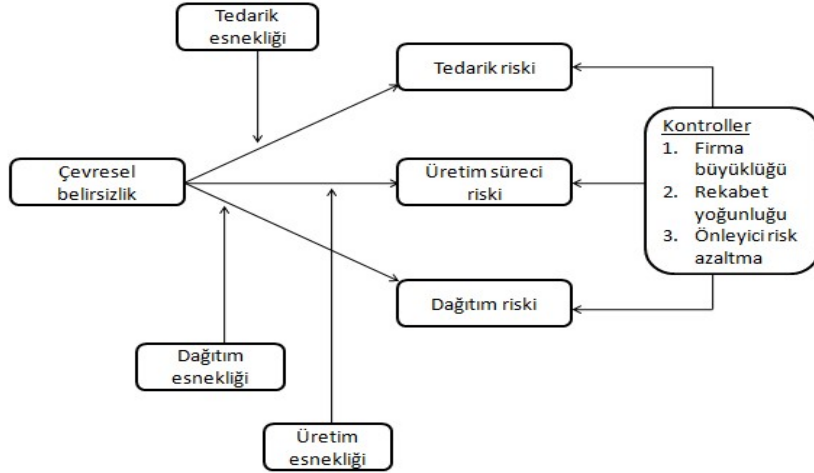 Tedarik
esnekliği
Tedarik riski
Kontroller
1. Firma
büyüklüğü
2. Rekabet
yoğunluğu
3. Önleyici risk
azaltma
Çevresel
belirsizlik
Üretim süreci
riski
Dağıtım riski
Dağıtım
esnekliği
Üretim
esnekliği